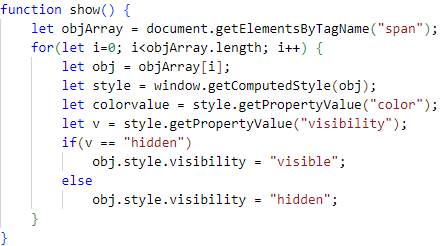 function show() {
    let objArray = document.getElementsByTagName("span");
    for(let i=0; i<objArray.length; i++) {
        let obj = objArray[i];
        let style = window.getComputedStyle(obj);
        let colorvalue = style.getPropertyValue("color");
        let v = style.getPropertyValue("visibility");
        if(v == "hidden")
            obj.style.visibility = "visible";
        else
            obj.style.visibility = "hidden";
    }
}